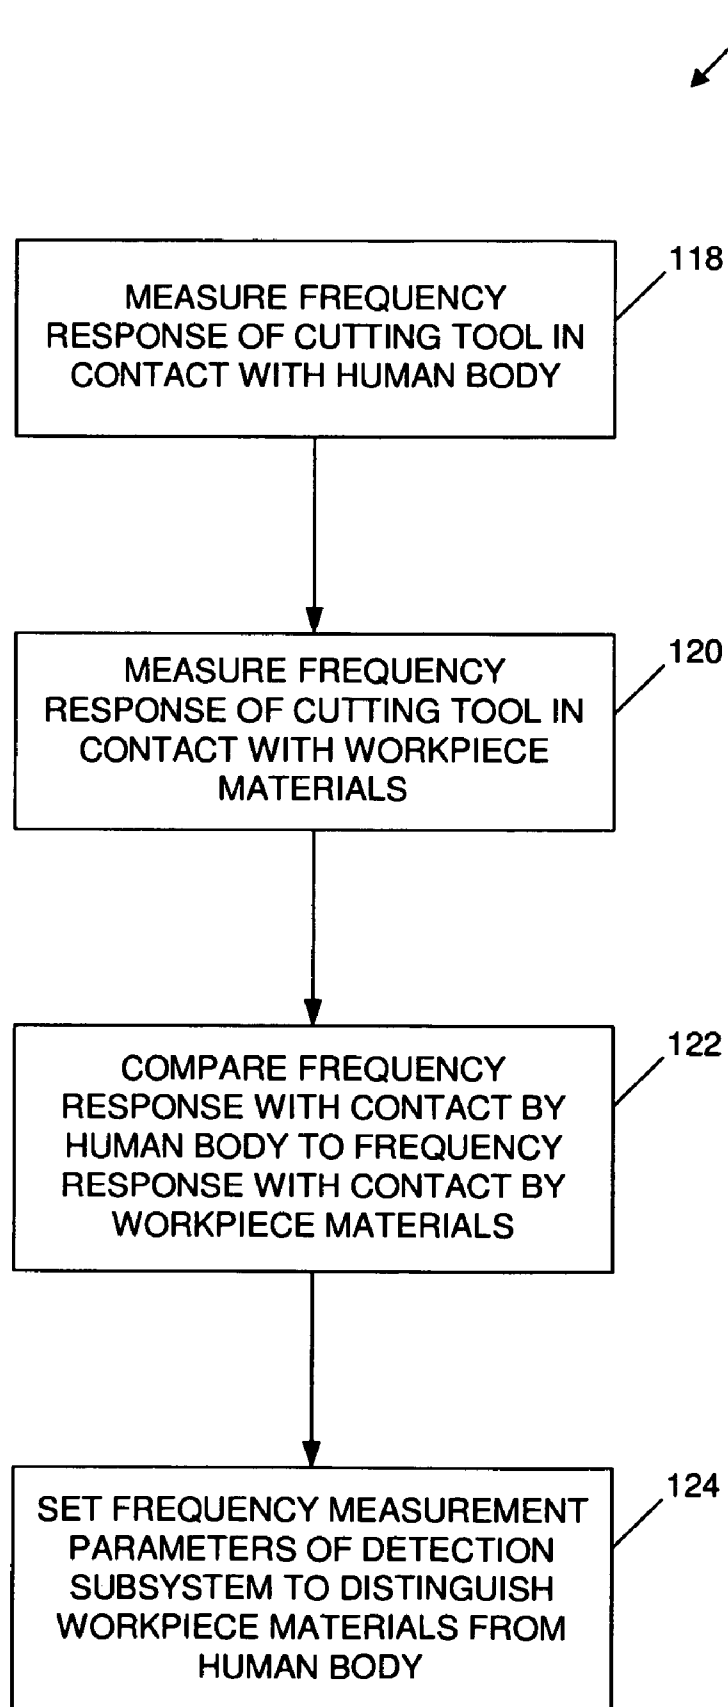 118
MEASURE FREQUENCY
RESPONSE OF CUTTING TOOL IN
CONTACT WITH HUMAN BODY
120
MEASURE FREQUENCY
RESPONSE OF CUTTING TOOL IN
CONTACT WITH WORKPIECE
MATERIALS
122
COMPARE FREQUENCY
RESPONSE WITH CONTACT BY
HUMAN BODY TO FREQUENCY
RESPONSE WITH CONTACT BY
WORKPIECE MATERIALS
124
SET FREQUENCY MEASUREMENT
PARAMETERS OF DETECTION
SUBSYSTEM TO DISTINGUISH
WORKPIECE MATERIALS FROM
HUMAN BODY